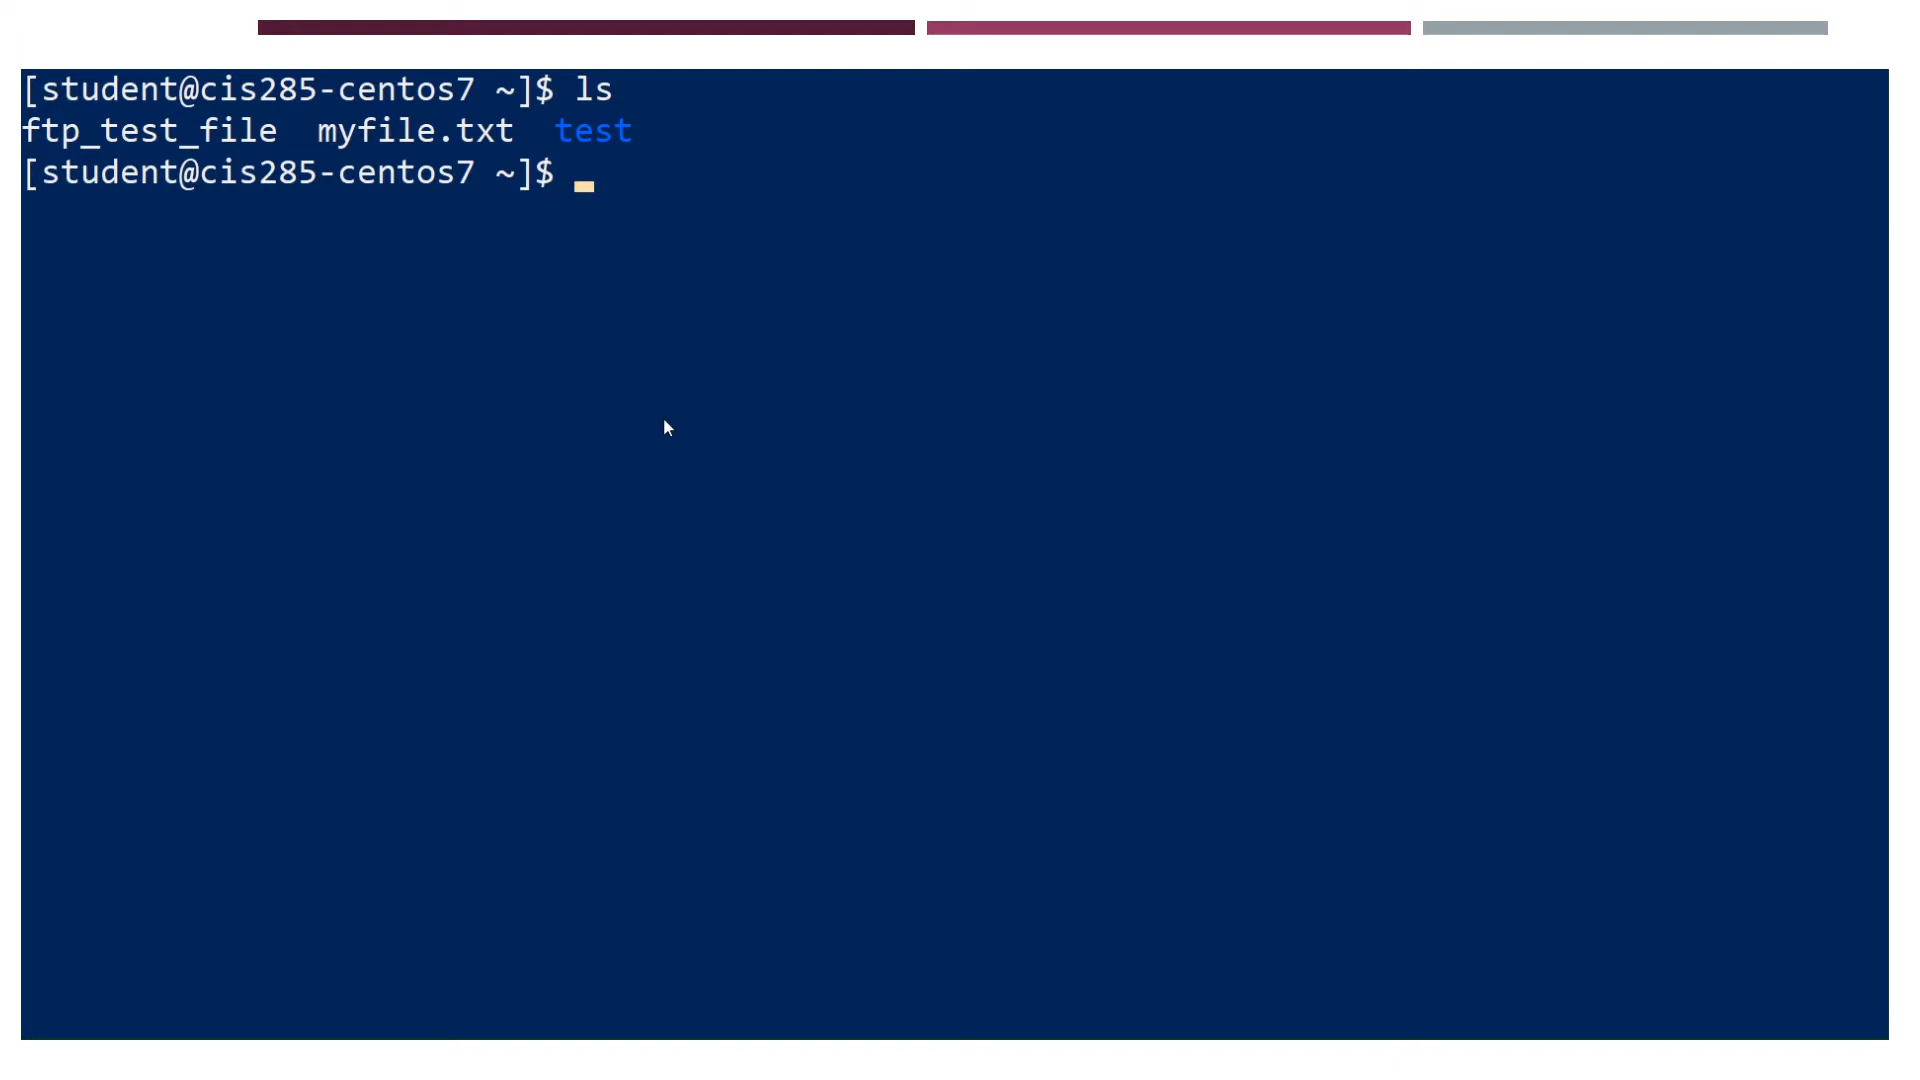 [student@cis285-centos7 ~]$ ls
ftp_test_file  myfile.txt  test
[student@cis285-centos7 ~]$